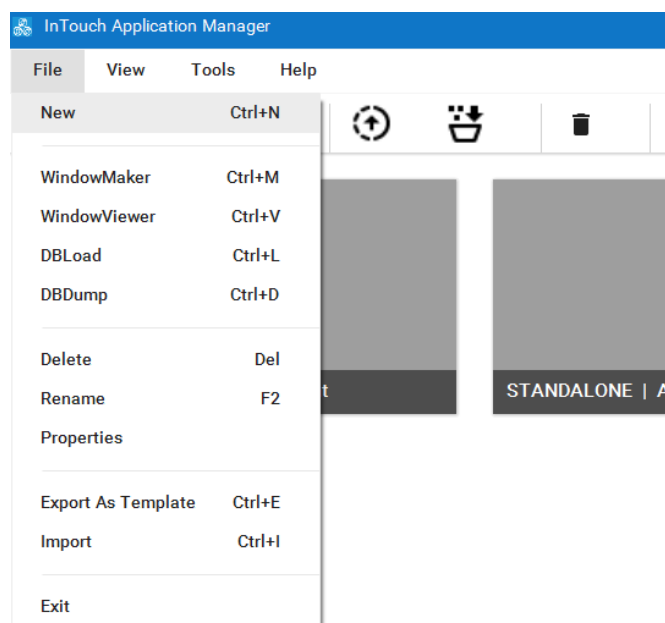 InTouch Application Manager
File View Tools Help
New Ctrl+N
WindowMaker Ctrl+M
WindowViewer Ctrl+V
DBLoad Ctrl+L
DBDump Ctrl+D
Delete Del
Rename F2
Properties
t
STANDALONE | A
Export As Template Ctrl+E
Import Ctrl+I
Exit